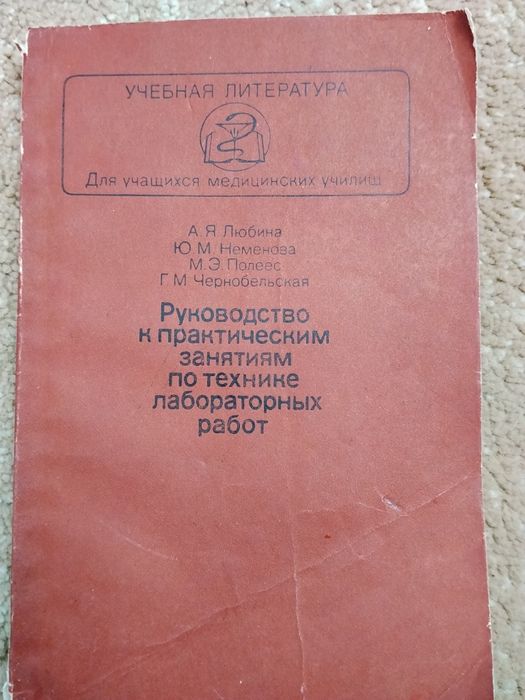 УЧЕБНАЯ ЛИТЕРАТУРА
Для учащихся медицинских училищ
А. Я. Любина
Ю. М. Неменова
М. Э. Полеес
Г. М. Чернобельская
Руководство
к практическим
занятиям
по технике
лабораторных
работ